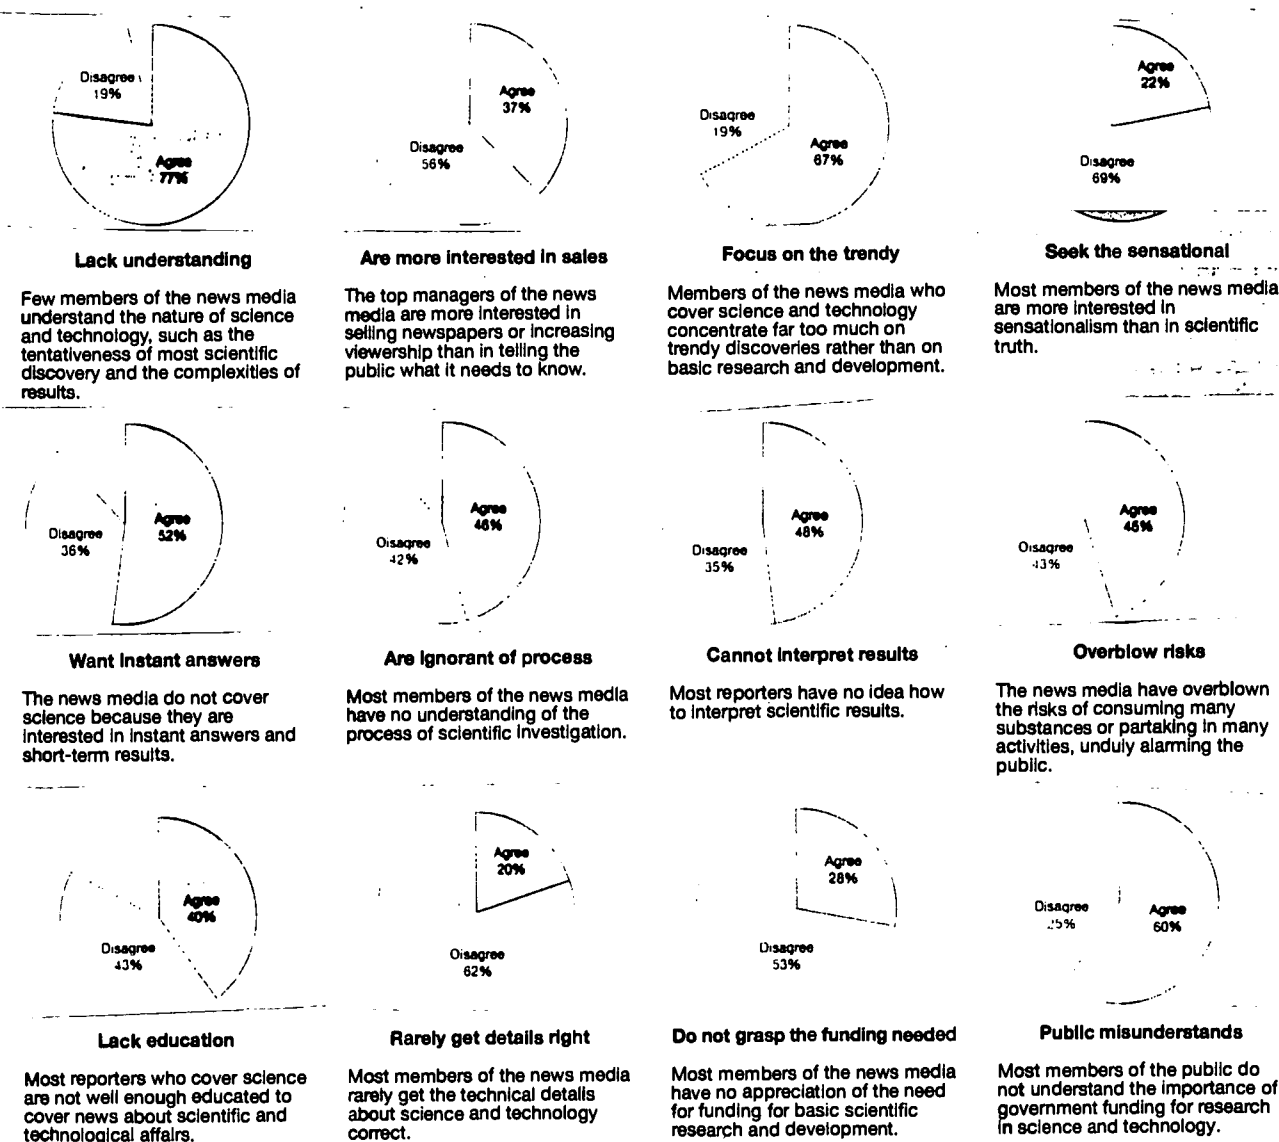 Disagree
19%
Agree
77%
Lack understanding
Few members of the news media
understand the nature of science
and technology, such as the
tentativeness of most scientific
discovery and the complexities of
results.
Agree
37%
Disagree
56%
Are more interested in sales
The top managers of the news
media are more interested in
selling newspapers or increasing
viewership than in telling the
public what it needs to know.
Disagree
19%
Agree
67%
Focus on the trendy
Members of the news media who
cover science and technology
concentrate far too much on
trendy discoveries rather than on
basic research and development.
Agree
22%
Disagree
69%
Seek the sensational
Most members of the news media
are more interested in
sensationalism than in scientific
truth.
Agree
52%
Disagree
36%
Want instant answers
The news media do not cover
science because they are
interested in instant answers and
short-term results.
Agree
46%
Disagree
42%
Are ignorant of process
Most members of the news media
have no understanding of the
process of scientific investigation.
Agree
48%
Disagree
35%
Cannot interpret results
Most reporters have no idea how
to interpret scientific results.
Agree
46%
Disagree
43%
Overblow risks
The news media have overblown
the risks of consuming many
substances or partaking in many
activities, unduly alarming the
public.
Agree
40%
Disagree
43%
Lack education
Most reporters who cover science
are not well enough educated to
cover news about scientific and
technological affairs.
Agree
20%
Disagree
62%
Rarely get details right
Most members of the news media
rarely get the technical details
about science and technology
correct.
Agree
28%
Disagree
53%
Do not grasp the funding needed
Most members of the news media
have no appreciation of the need
for funding for basic scientific
research and development.
Disagree
Agree
60%
Public misunderstands
Most members of the public do
not understand the importance of
government funding for research
in science and technology.